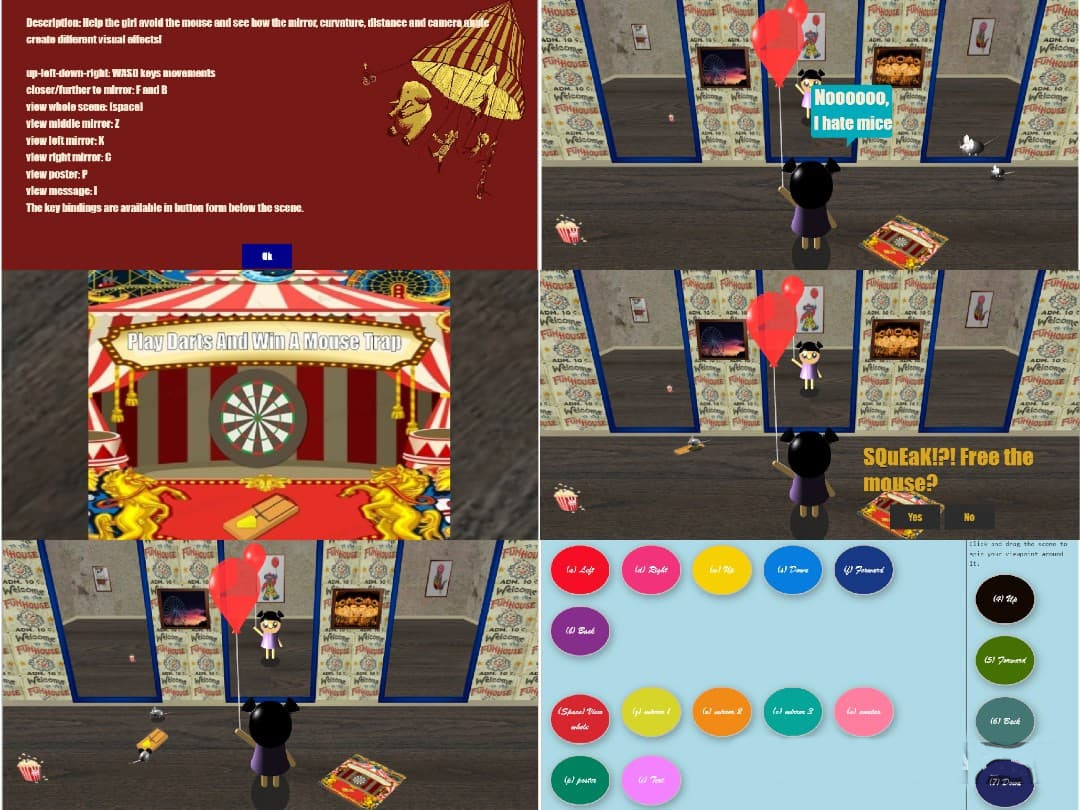 Description: Help the girl avoid the mouse and see how the mirror, curvature, distance and camera angle
create different visual effects!
up-left-down-right: WASD keys movements
closer/further to mirror: F and B
view whole scene: [space]
view middle mirror: Z
view left mirror: X
view right mirror: C
view poster: P
view message: I
The key bindings are available in button form below the scene.
Ok
Noooooo,
I hate mice
Play Darts And Win A Mouse Trap
SQuEaK!?! Free the
mouse?
Yes No
Welcome
FUNHOUSE
(a) Left (d) Right (w) Up (s) Down (f) Forward
(b) Back
(Space) View
whole
(z) mirror 1 (x) mirror 2 (c) mirror 3
(p) poster (i) Text
Click and drag the scene to
spin your viewpoint around
it.
(4) Up
(5) Forward
(6) Back
(7) Down